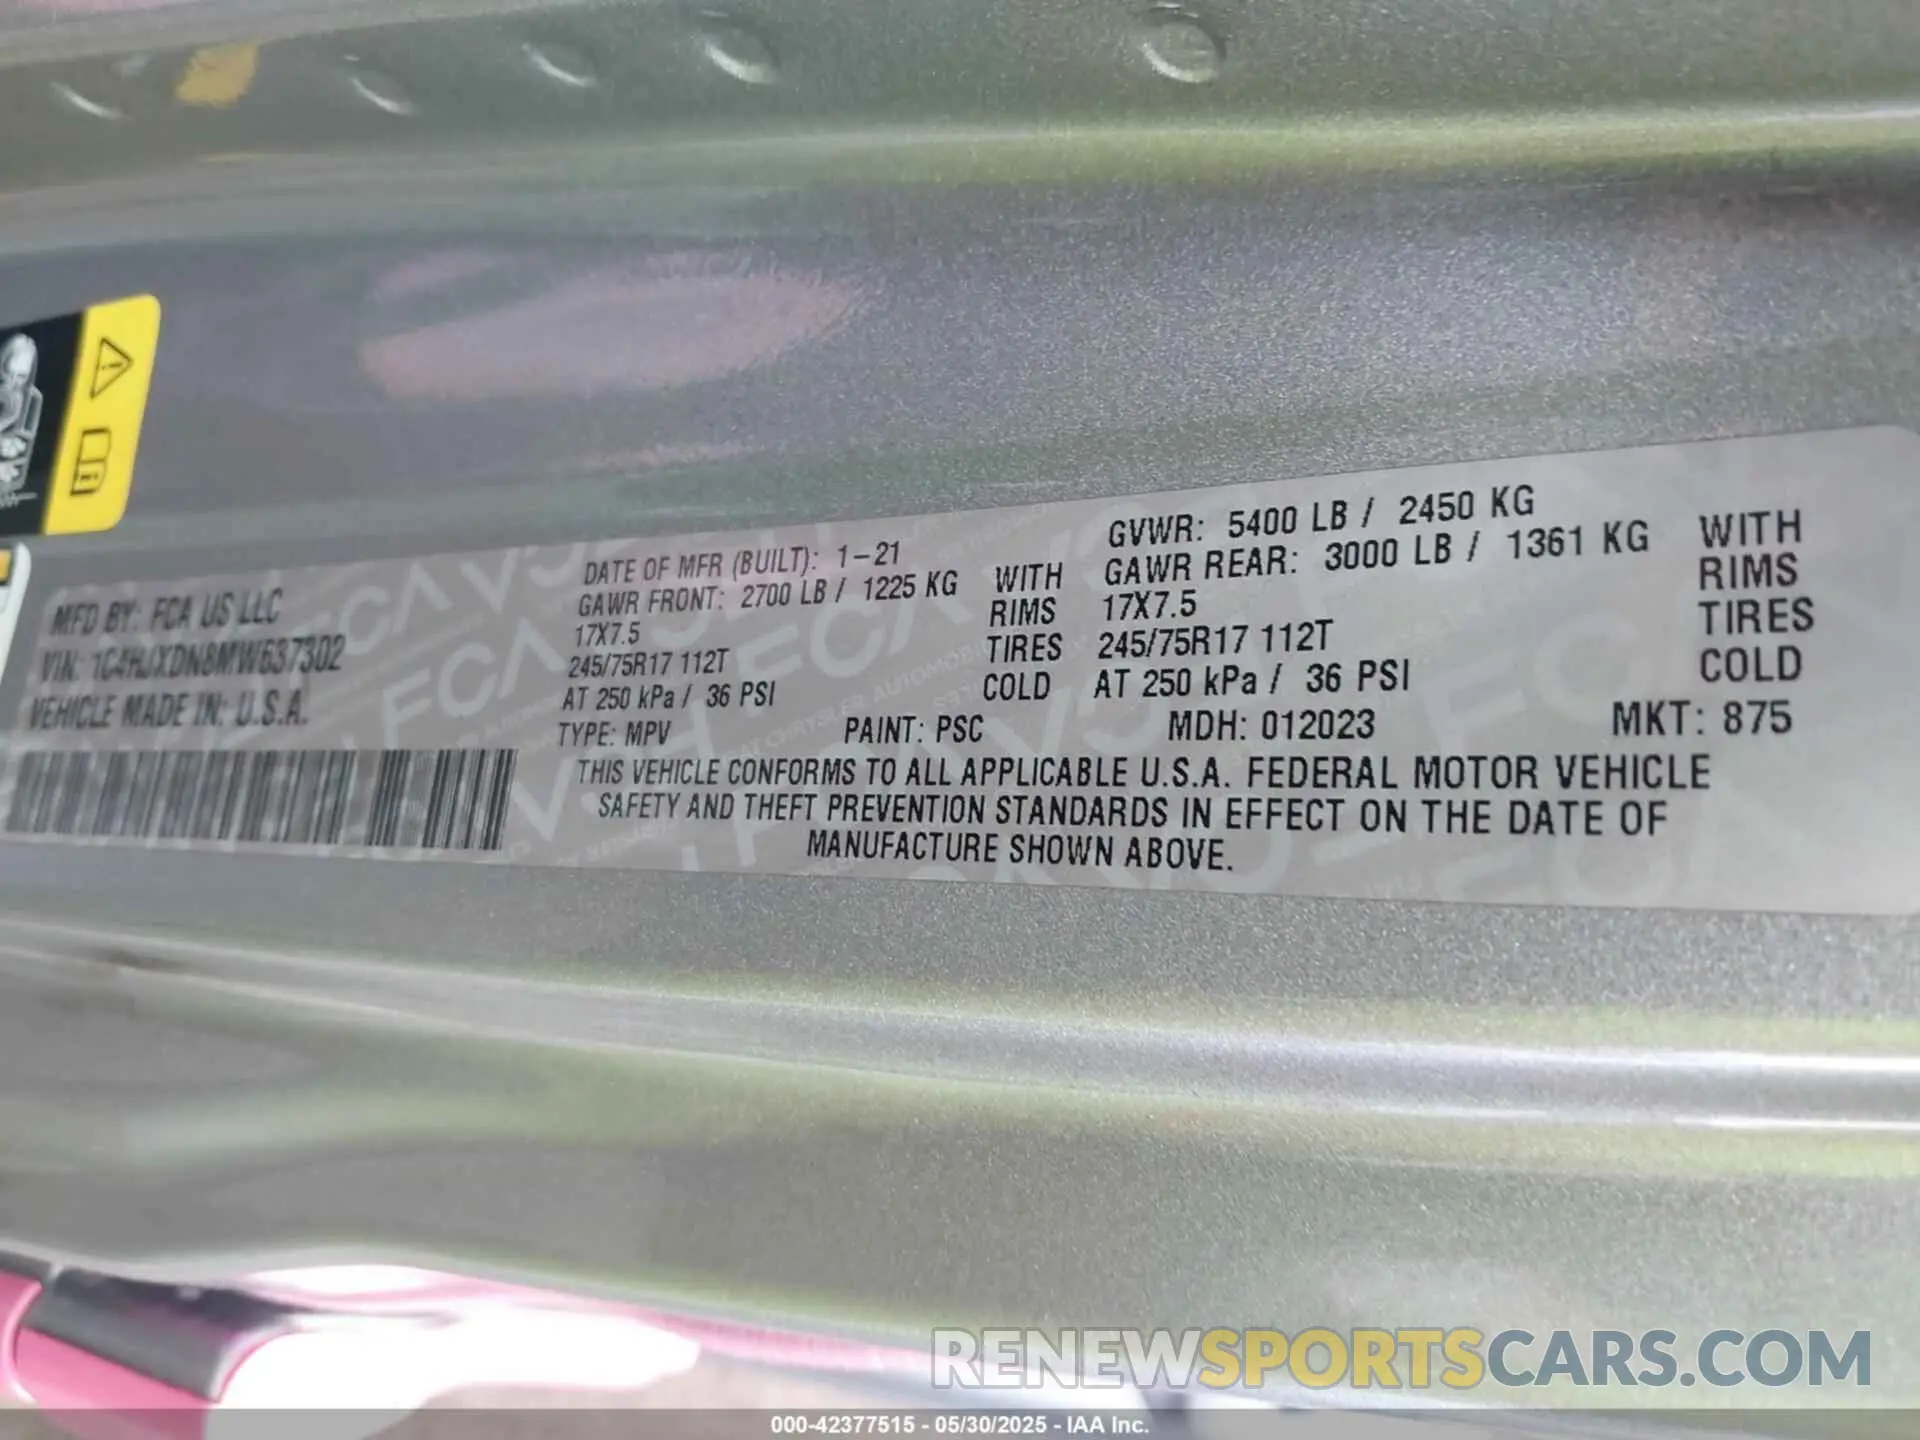 MFD BY: FCA US LLC
VIN: 1C4HJXDN8MW637302
VEHICLE MADE IN: U.S.A.
DATE OF MFR (BUILT): 1-21
GAWR FRONT: 2700 LB / 1225 KG WITH
17X7.5 RIMS
245/75R17 112T TIRES
AT 250 kPa / 36 PSI COLD
GVWR: 5400 LB / 2450 KG
GAWR REAR: 3000 LB / 1361 KG WITH
17X7.5 RIMS
245/75R17 112T TIRES
AT 250 kPa / 36 PSI COLD
TYPE: MPV PAINT: PSC MDH: 012023 MKT: 875
THIS VEHICLE CONFORMS TO ALL APPLICABLE U.S.A. FEDERAL MOTOR VEHICLE
SAFETY AND THEFT PREVENTION STANDARDS IN EFFECT ON THE DATE OF
MANUFACTURE SHOWN ABOVE.
RENEWSPORTSCARS.COM
000-42377515 - 05/30/2025 - IAA Inc.